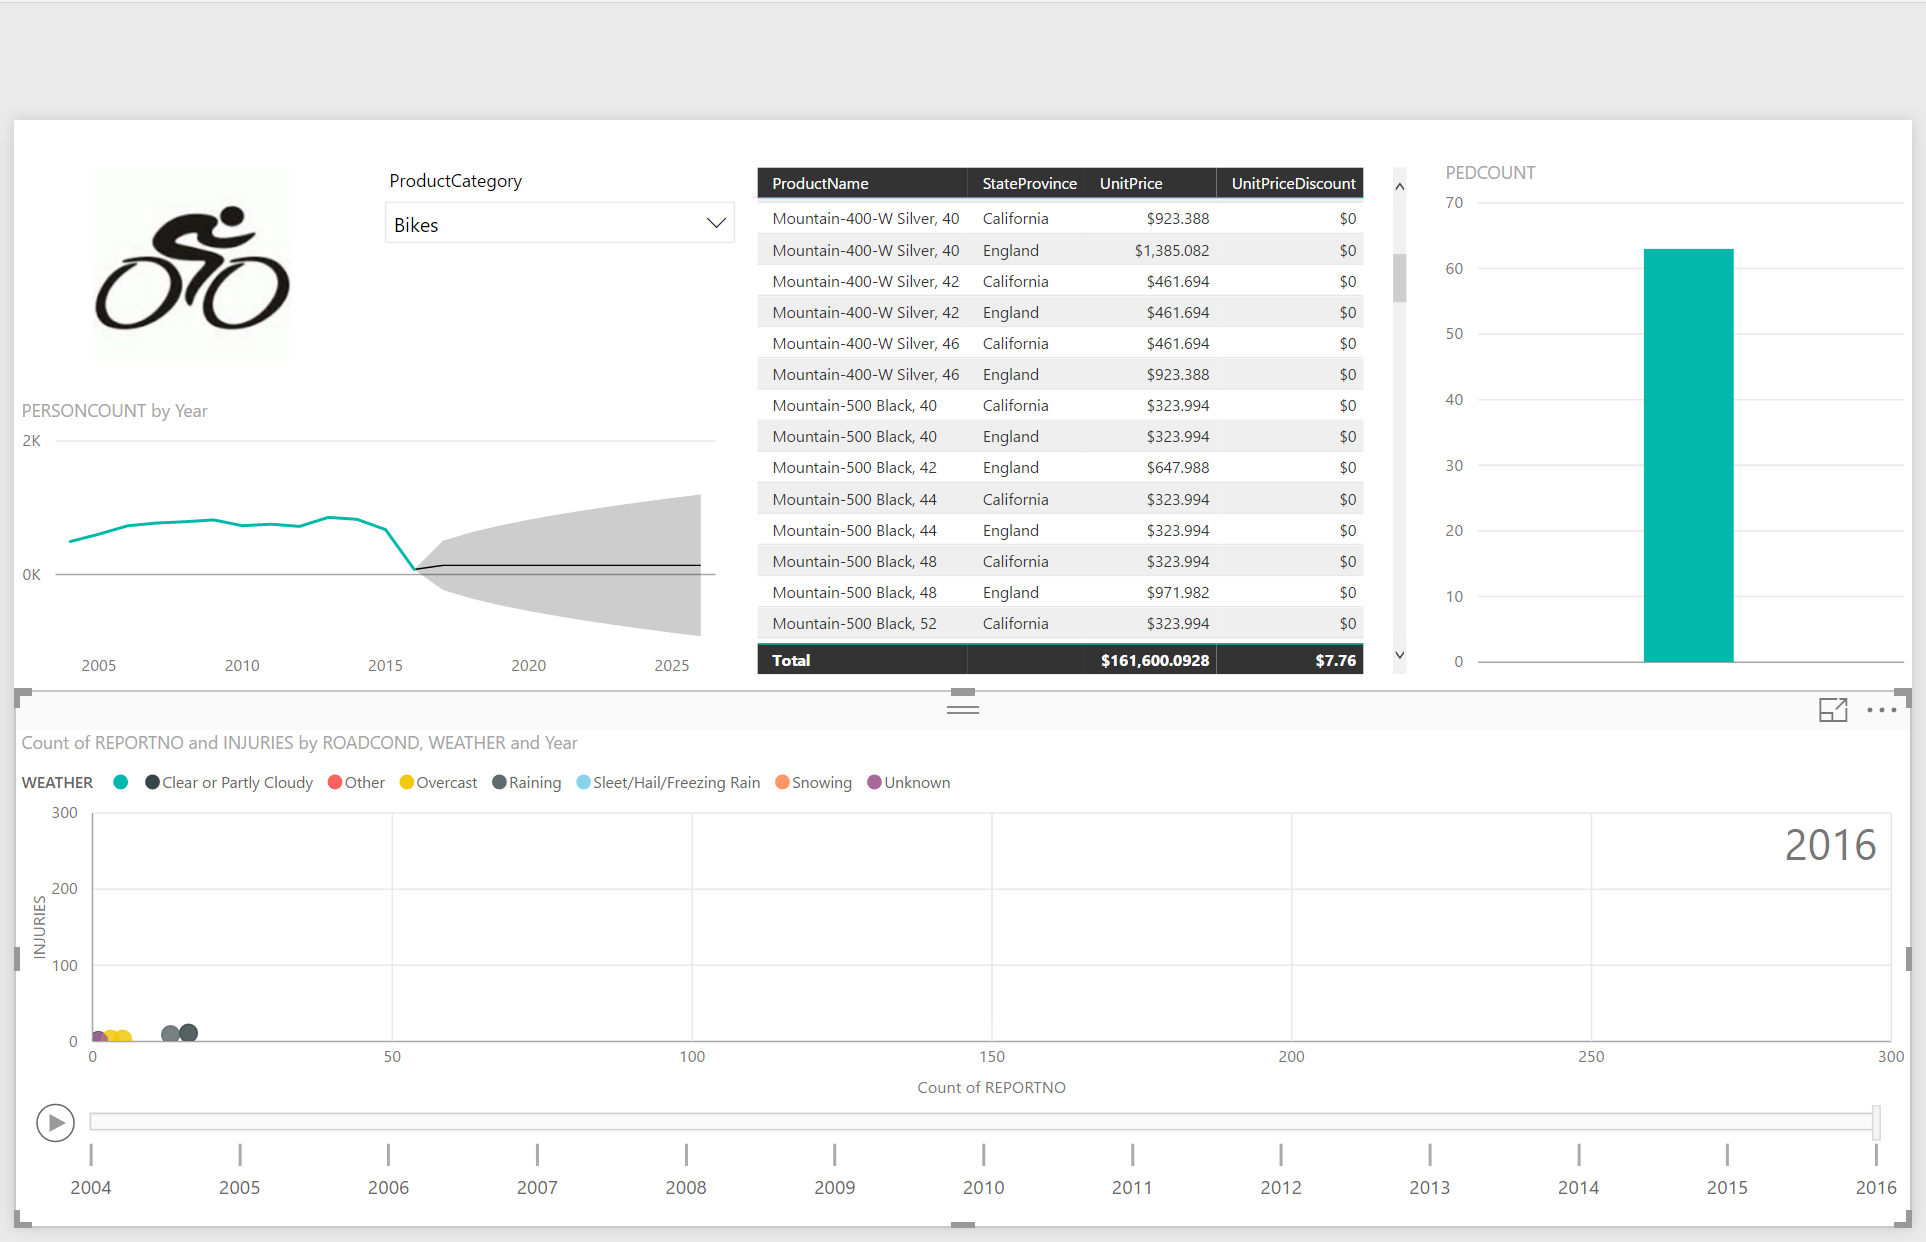 ProductCategory
Bikes
PERSONCOUNT by Year
2K
0K
2005 2010 2015 2020 2025
ProductName StateProvince UnitPrice UnitPriceDiscount
Mountain-400-W Silver, 40 California $923.388 $0
Mountain-400-W Silver, 40 England $1,385.082 $0
Mountain-400-W Silver, 42 California $461.694 $0
Mountain-400-W Silver, 42 England $461.694 $0
Mountain-400-W Silver, 46 California $461.694 $0
Mountain-400-W Silver, 46 England $923.388 $0
Mountain-500 Black, 40 California $323.994 $0
Mountain-500 Black, 40 England $323.994 $0
Mountain-500 Black, 42 England $647.988 $0
Mountain-500 Black, 44 California $323.994 $0
Mountain-500 Black, 44 England $323.994 $0
Mountain-500 Black, 48 California $323.994 $0
Mountain-500 Black, 48 England $971.982 $0
Mountain-500 Black, 52 California $323.994 $0
Total $161,600.0928 $7.76
PEDCOUNT
70
60
50
40
30
20
10
0
Count of REPORTNO and INJURIES by ROADCOND, WEATHER and Year
WEATHER Clear or Partly Cloudy Other Overcast Raining Sleet/Hail/Freezing Rain Snowing Unknown
2016
INJURIES
300
200
100
0
0 50 100 150 200 250 300
Count of REPORTNO
2004 2005 2006 2007 2008 2009 2010 2011 2012 2013 2014 2015 2016